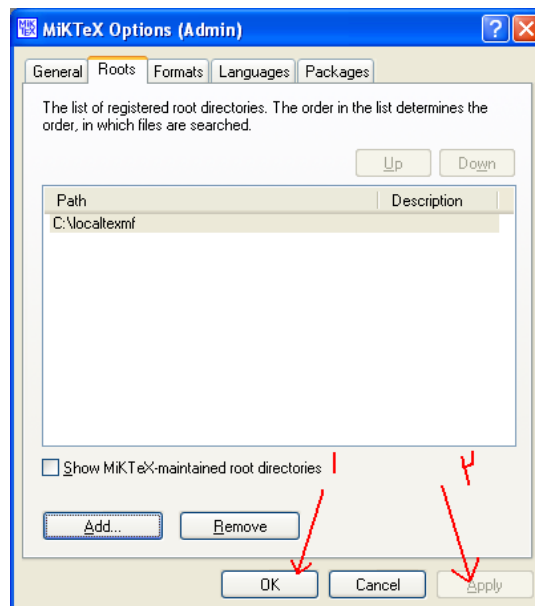 MiKTeX Options (Admin)
General Roots Formats Languages Packages
The list of registered root directories. The order in the list determines the
order, in which files are searched.
Up Down
Path Description
C:\localtexmf
Show MiKTeX-maintained root directories
Add... Remove
OK Cancel Apply